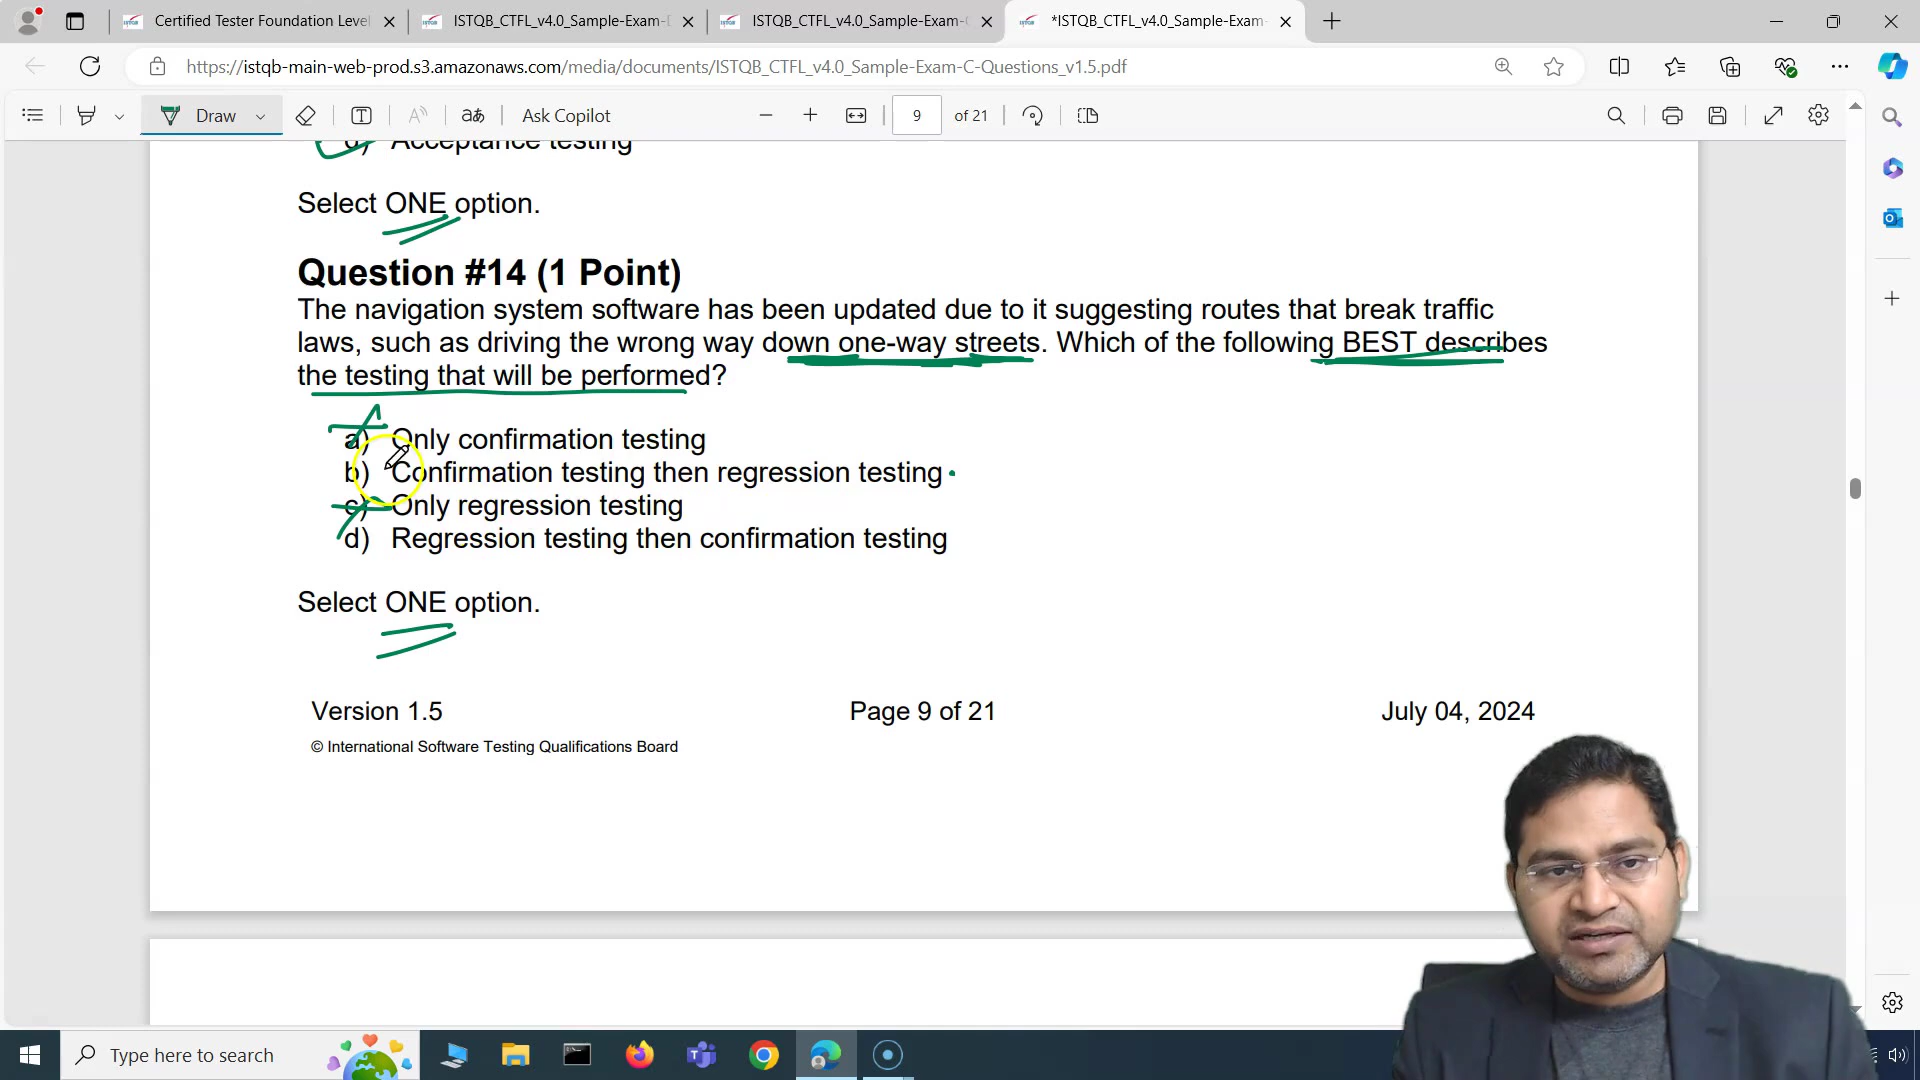 Certified Tester Foundation Level
ISTQB_CTFL_v4.0_Sample-Exam-
ISTQB_CTFL_v4.0_Sample-Exam-
*ISTQB_CTFL_v4.0_Sample-Exam-
https://istqb-main-web-prod.s3.amazonaws.com/media/documents/ISTQB_CTFL_v4.0_Sample-Exam-C-Questions_v1.5.pdf
Draw
aあ
Ask Copilot
9 of 21
d) Acceptance testing
Select ONE option.
Question #14 (1 Point)
The navigation system software has been updated due to it suggesting routes that break traffic
laws, such as driving the wrong way down one-way streets. Which of the following BEST describes
the testing that will be performed?
a) Only confirmation testing
b) Confirmation testing then regression testing
c) Only regression testing
d) Regression testing then confirmation testing
Select ONE option.
Version 1.5 Page 9 of 21 July 04, 2024
© International Software Testing Qualifications Board
Type here to search